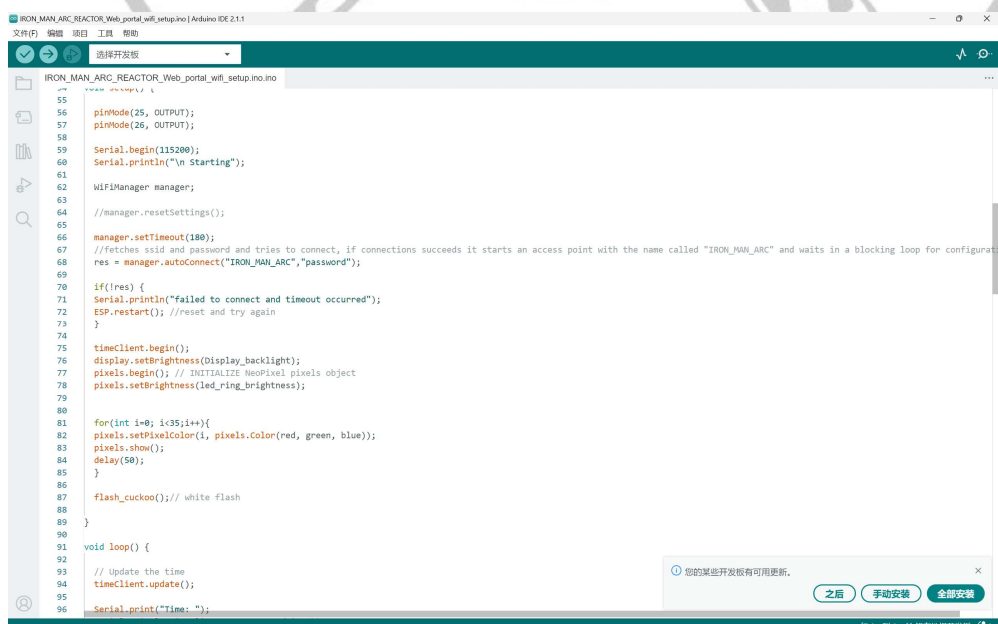 IRON_MAN_ARC_REACTOR_Web_portal_wifi_setup.ino | Arduino IDE 2.1.1
文件(F) 编辑 项目 工具 帮助
选择开发板
IRON_MAN_ARC_REACTOR_Web_portal_wifi_setup.ino.ino
54 void setup() {
55
56 pinMode(25, OUTPUT);
57 pinMode(26, OUTPUT);
58
59 Serial.begin(115200);
60 Serial.println("\n Starting");
61
62 WiFiManager manager;
63
64 //manager.resetSettings();
65
66 manager.setTimeout(180);
67 //fetches ssid and password and tries to connect, if connections succeeds it starts an access point with the name called "IRON_MAN_ARC" and waits in a blocking loop for configurat
68 res = manager.autoConnect("IRON_MAN_ARC","password");
69
70 if(!res) {
71 Serial.println("failed to connect and timeout occurred");
72 ESP.restart(); //reset and try again
73 }
74
75 timeClient.begin();
76 display.setBrightness(Display_backlight);
77 pixels.begin(); // INITIALIZE NeoPixel pixels object
78 pixels.setBrightness(led_ring_brightness);
79
80
81 for(int i=0; i<35;i++){
82 pixels.setPixelColor(i, pixels.Color(red, green, blue));
83 pixels.show();
84 delay(50);
85 }
86
87 flash_cuckoo();// white flash
88
89 }
90
91 void loop() {
92
93 // Update the time
94 timeClient.update();
95
96 Serial.print("Time: ");
您的某些开发板有可用更新。
之后 手动安装 全部安装